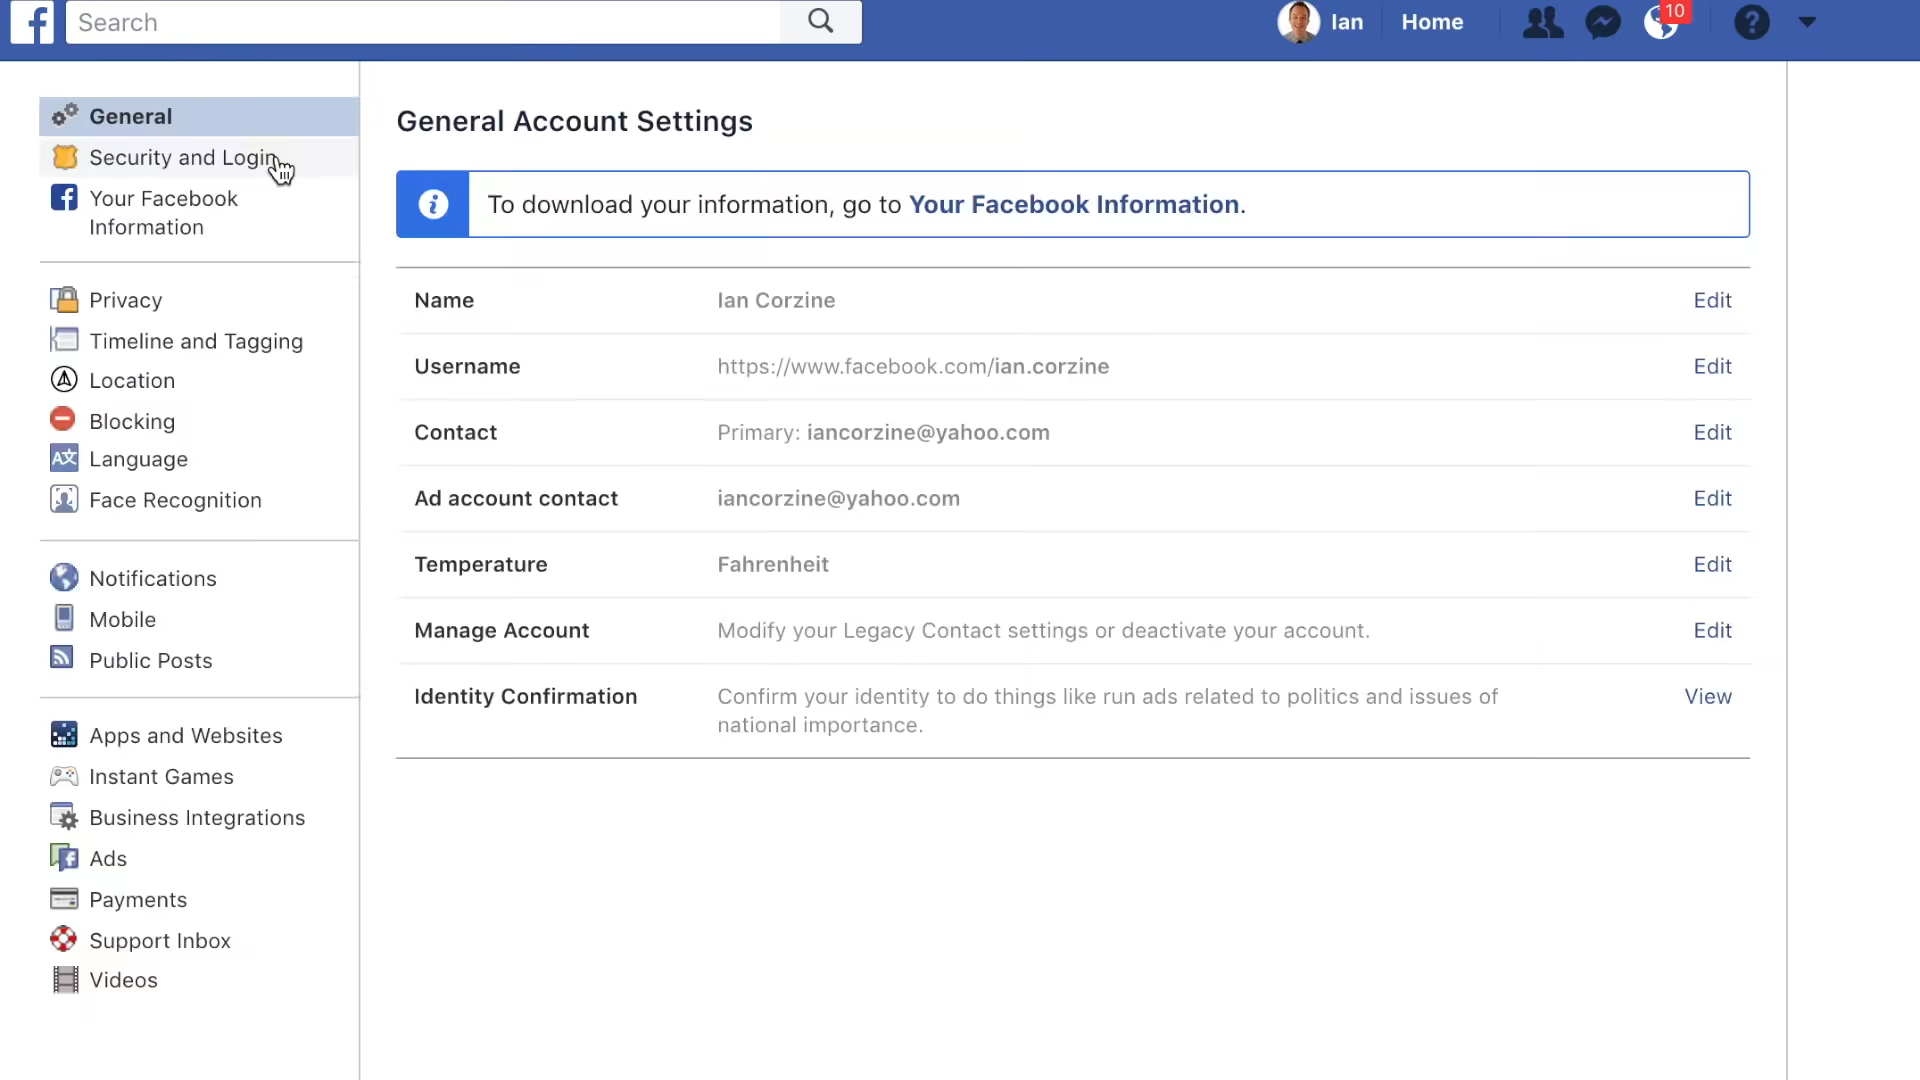 Search
Ian
Home
10
General
Security and Login
Your Facebook
Information
Privacy
Timeline and Tagging
Location
Blocking
Language
Face Recognition
Notifications
Mobile
Public Posts
Apps and Websites
Instant Games
Business Integrations
Ads
Payments
Support Inbox
Videos
General Account Settings
To download your information, go to Your Facebook Information.
Name Ian Corzine Edit
Username https://www.facebook.com/ian.corzine Edit
Contact Primary: iancorzine@yahoo.com Edit
Ad account contact iancorzine@yahoo.com Edit
Temperature Fahrenheit Edit
Manage Account Modify your Legacy Contact settings or deactivate your account. Edit
Identity Confirmation Confirm your identity to do things like run ads related to politics and issues of View
national importance.